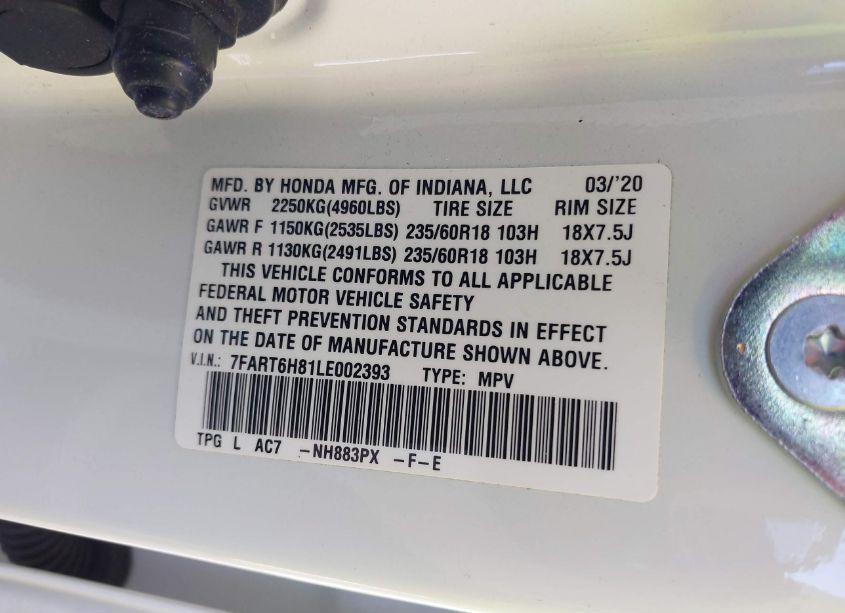 MFD. BY HONDA MFG. OF INDIANA, LLC 03/'20
GVWR 2250KG(4960LBS) TIRE SIZE RIM SIZE
GAWR F 1150KG(2535LBS) 235/60R18 103H 18X7.5J
GAWR R 1130KG(2491LBS) 235/60R18 103H 18X7.5J
THIS VEHICLE CONFORMS TO ALL APPLICABLE
FEDERAL MOTOR VEHICLE SAFETY
AND THEFT PREVENTION STANDARDS IN EFFECT
ON THE DATE OF MANUFACTURE SHOWN ABOVE.
V.I.N.: 7FART6H81LE002393 TYPE: MPV
TPG L AC7 -NH883PX -F-E